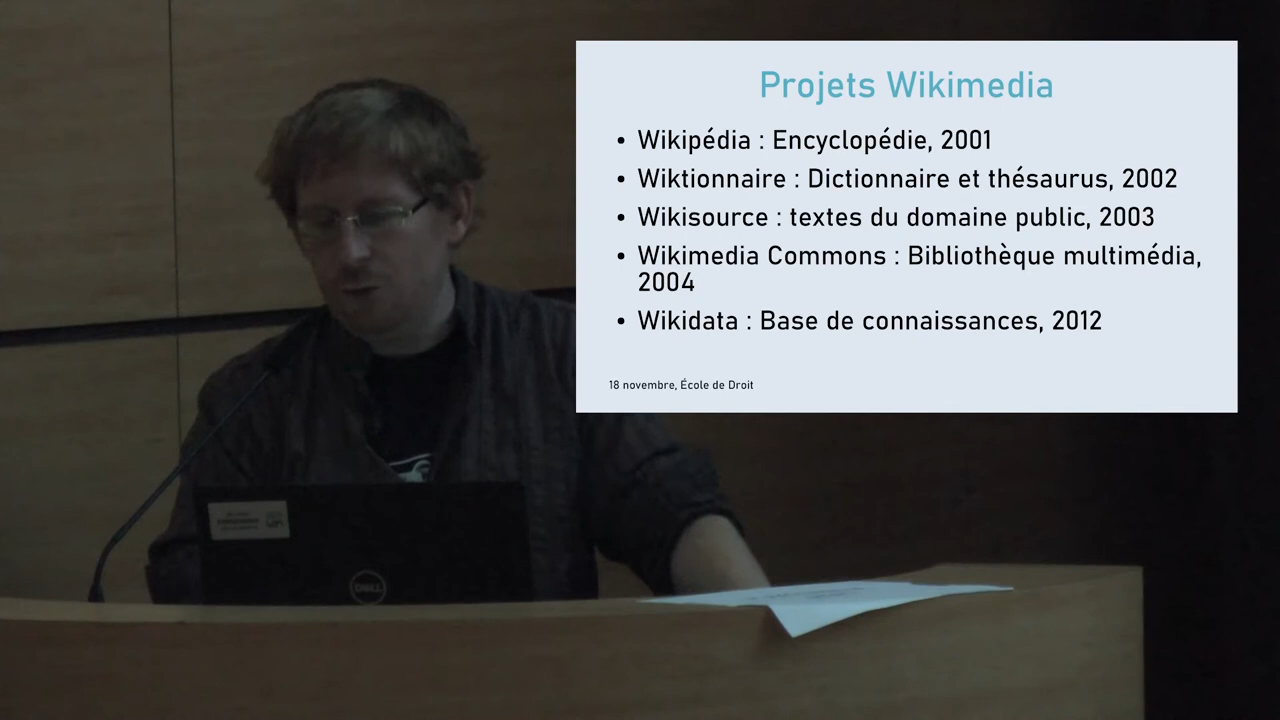 Projets Wikimedia
• Wikipédia : Encyclopédie, 2001
• Wiktionnaire : Dictionnaire et thésaurus, 2002
• Wikisource : textes du domaine public, 2003
• Wikimedia Commons : Bibliothèque multimédia,
2004
• Wikidata : Base de connaissances, 2012
18 novembre, École de Droit
DELL